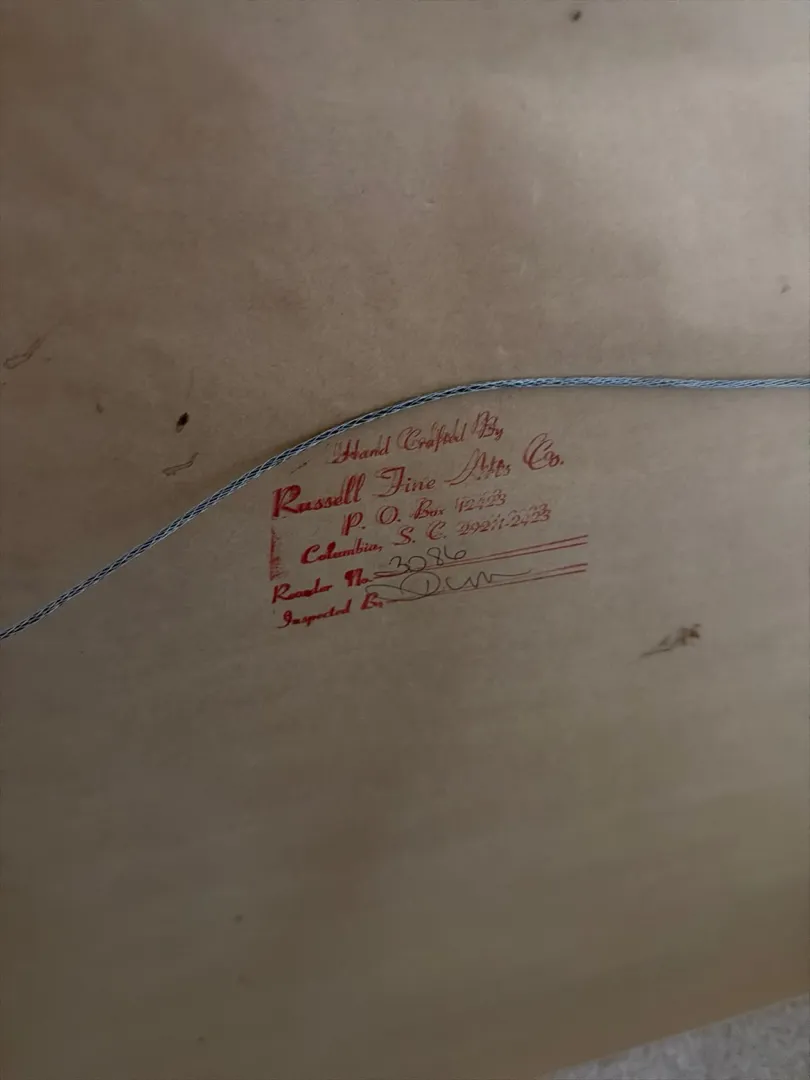 Hand Crafted By
Russell Fine Arts Co.
P. O. Box 12423
Columbia, S. C. 29211-2423
Reorder No. 3086
Inspected By